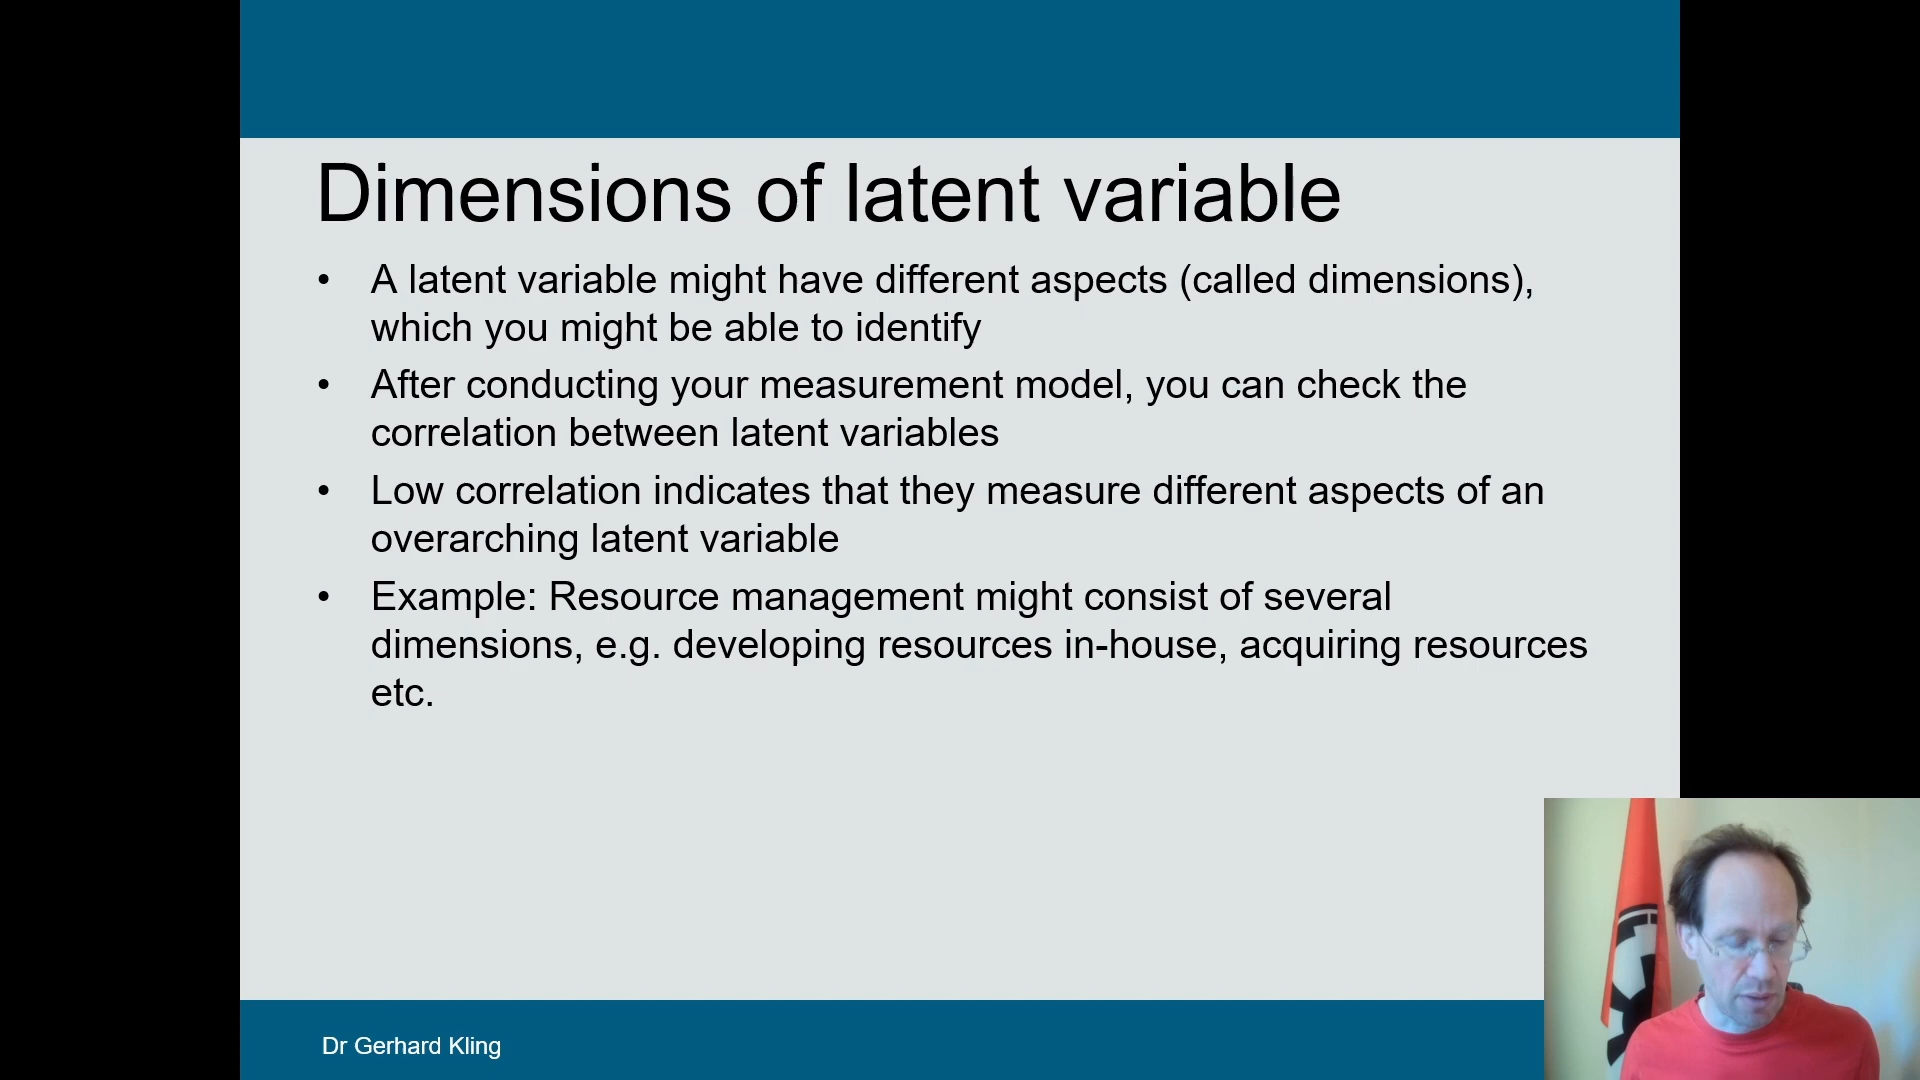 Dimensions of latent variable
• A latent variable might have different aspects (called dimensions),
which you might be able to identify
• After conducting your measurement model, you can check the
correlation between latent variables
• Low correlation indicates that they measure different aspects of an
overarching latent variable
• Example: Resource management might consist of several
dimensions, e.g. developing resources in-house, acquiring resources
etc.
Dr Gerhard Kling